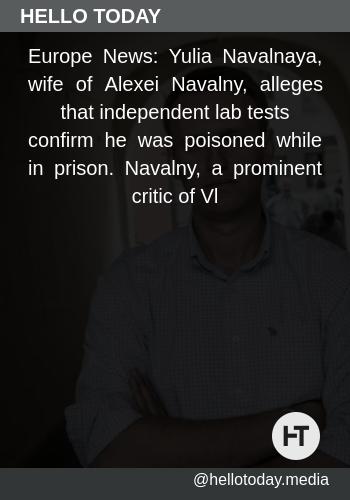 HELLO TODAY
Europe News: Yulia Navalnaya,
wife of Alexei Navalny, alleges
that independent lab tests
confirm he was poisoned while
in prison. Navalny, a prominent
critic of Vl
HT
@hellotoday.media